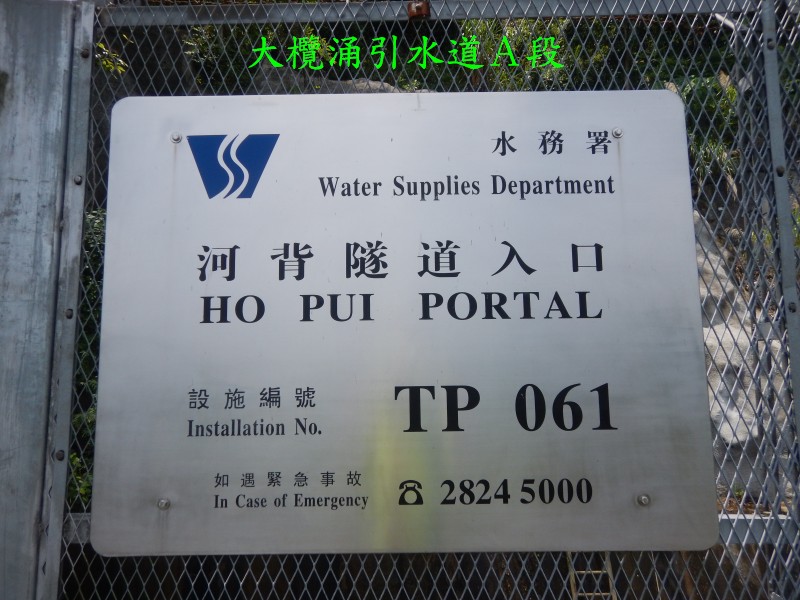 大欖涌引水道A段
水務署
Water Supplies Department
河背隧道入口
HO PUI PORTAL
設施編號
Installation No.
TP 061
如遇緊急事故
In Case of Emergency
☎ 2824 5000